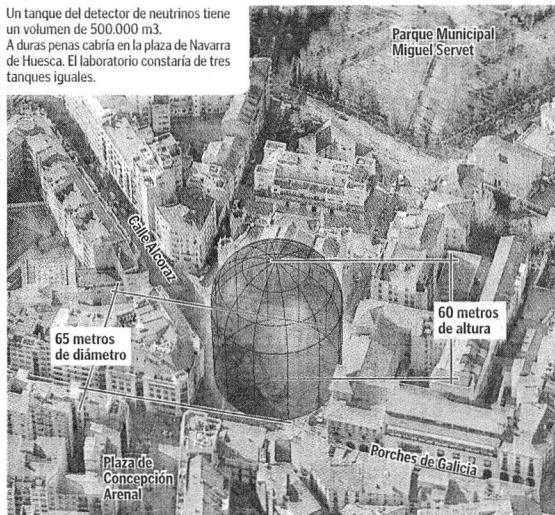 Un tanque del detector de neutrinos tiene
un volumen de 500.000 m3.
A duras penas cabría en la plaza de Navarra
de Huesca. El laboratorio constaría de tres
tanques iguales.
Parque Municipal
Miguel Servet
Calle Alcoraz
65 metros
de diámetro
60 metros
de altura
Plaza de
Concepción
Arenal
Porches de Galicia